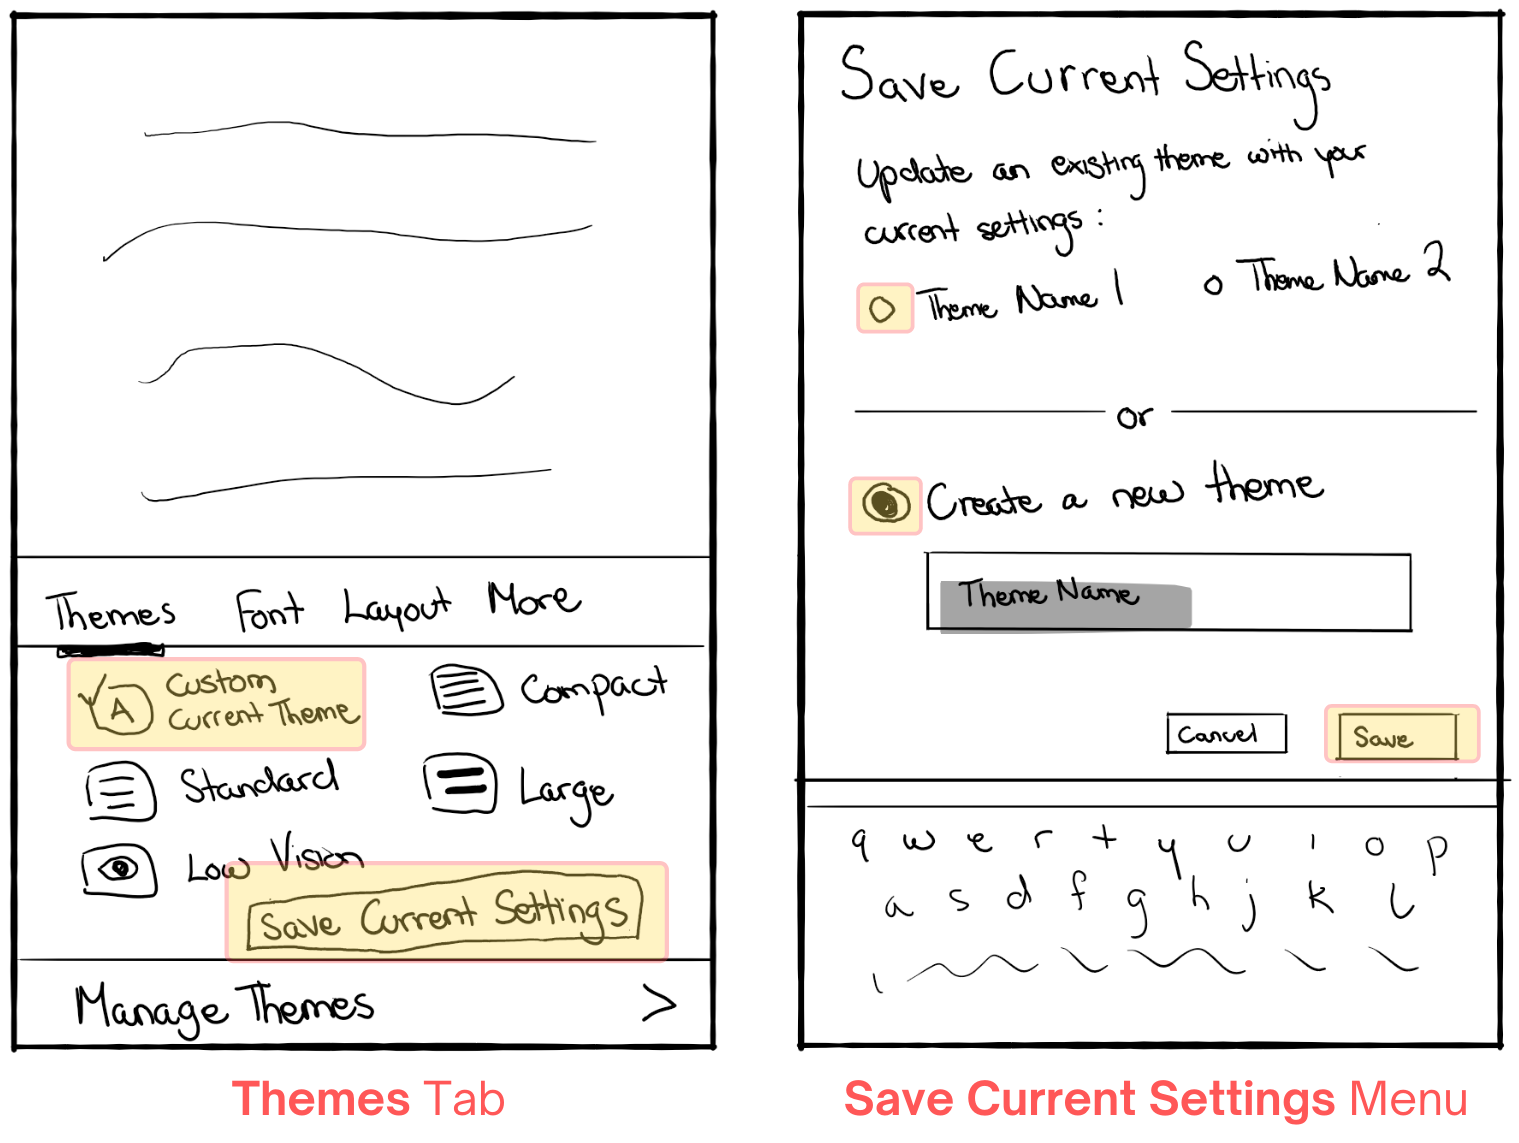 Themes Font Layout More
A
Custom
Current Theme
Compact
Standard
Large
Low Vision
Save Current Settings
Manage Themes >
Themes Tab
Save Current Settings
Update an existing theme with your
current settings:
Theme Name 1
Theme Name 2
or
Create a new theme
Theme Name
Cancel
Save
q w e r t y u i o p
a s d f g h j k l
Save Current Settings Menu